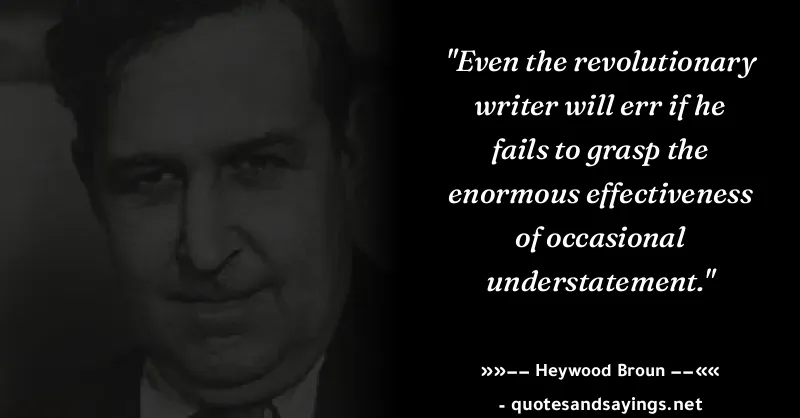 "Even the revolutionary
writer will err if he
fails to grasp the
enormous effectiveness
of occasional
understatement."
»»−− Heywood Broun −−««
- quotesandsayings.net